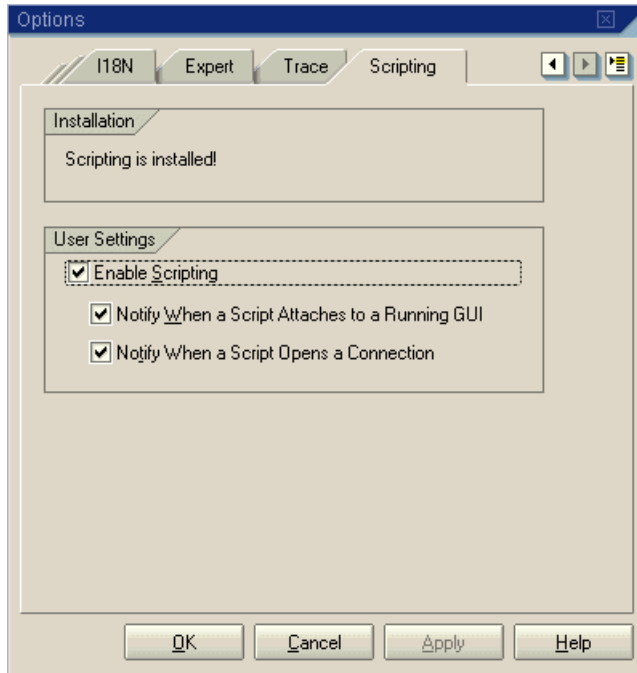 Options
I18N Expert Trace Scripting
Installation
Scripting is installed!
User Settings
Enable Scripting
Notify When a Script Attaches to a Running GUI
Notify When a Script Opens a Connection
OK Cancel Apply Help